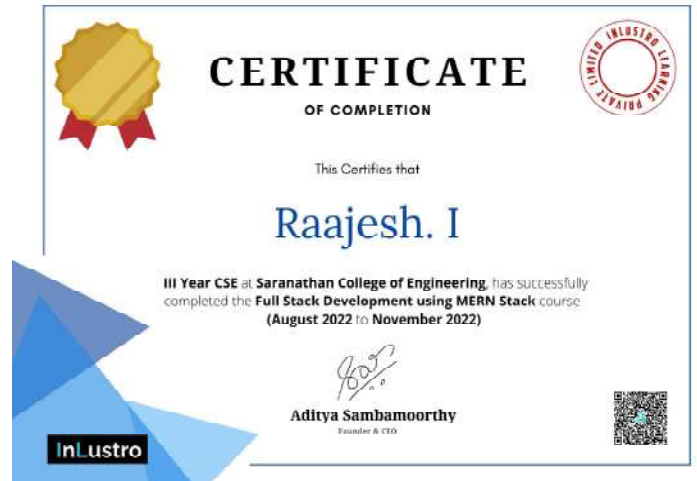 CERTIFICATE
INLUSTRO LEARNING PRIVATE LIMITED
OF COMPLETION
This Certifies that
Raajesh. I
III Year CSE at Saranathan College of Engineering, has successfully
completed the Full Stack Development using MERN Stack course
(August 2022 to November 2022)
Aditya Sambamoorthy
Founder & CEO
InLustro